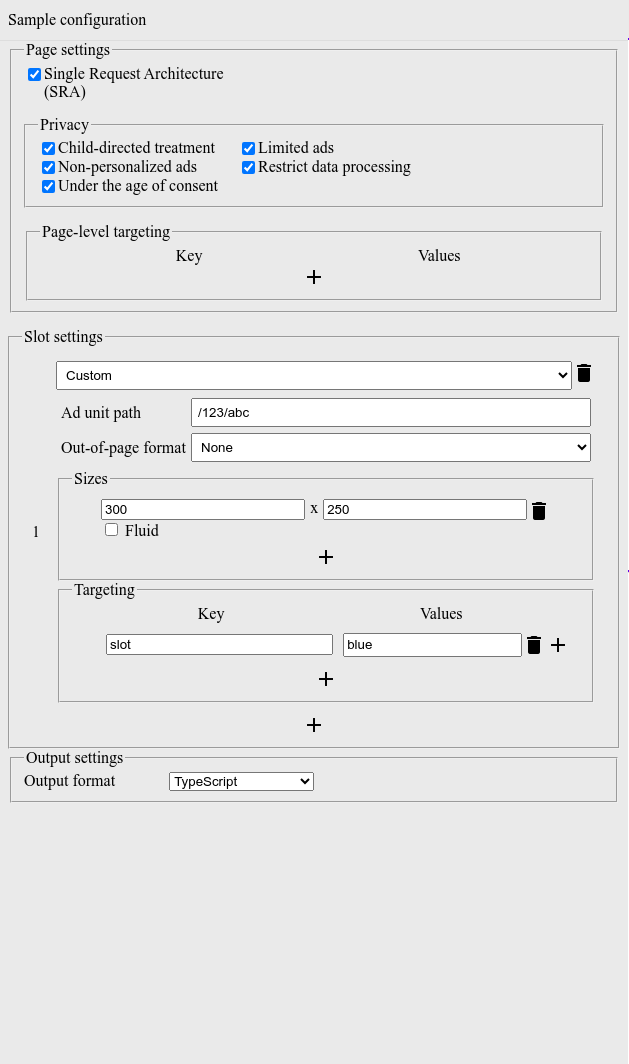 Sample configuration
Page settings
Single Request Architecture
(SRA)
Privacy
Child-directed treatment Limited ads
Non-personalized ads Restrict data processing
Under the age of consent
Page-level targeting
Key Values
Slot settings
Custom
Ad unit path /123/abc
Out-of-page format None
Sizes
300 x 250
Fluid
1
Targeting
Key Values
slot blue
Output settings
Output format TypeScript